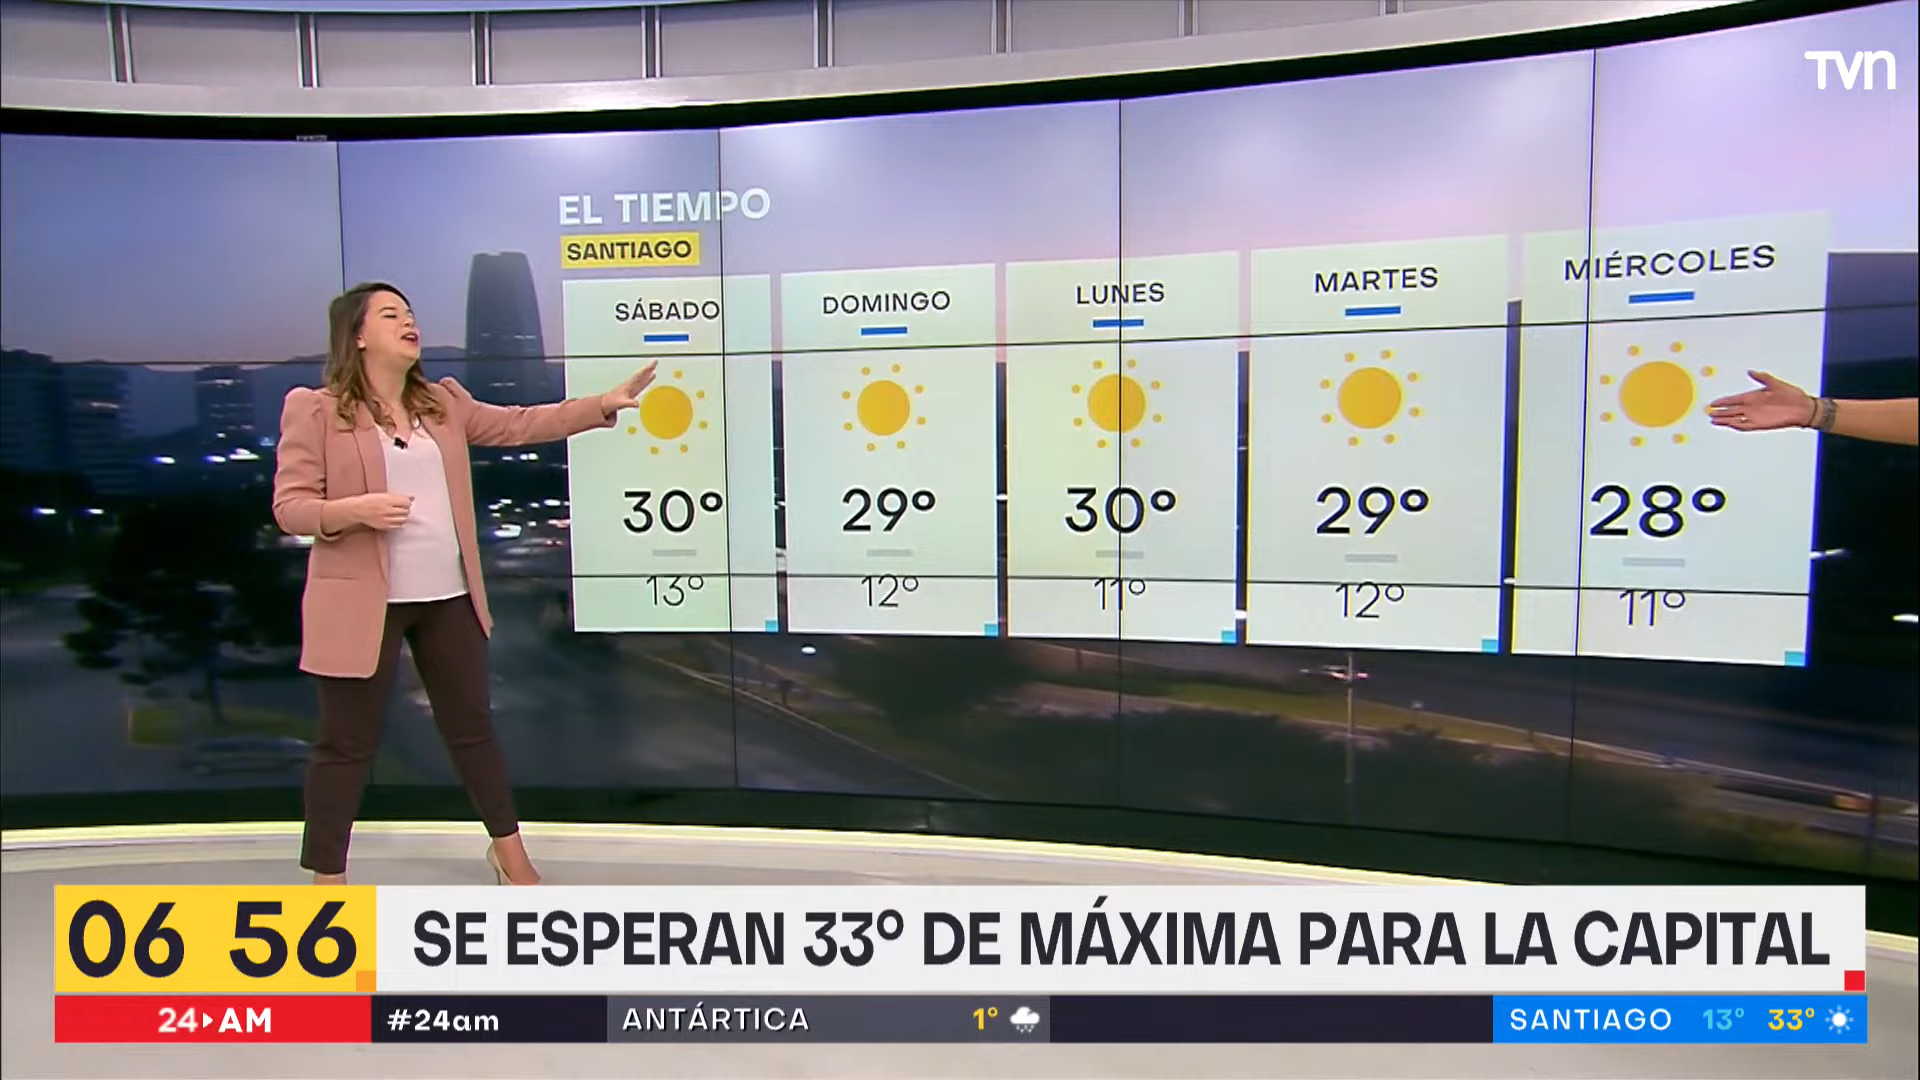 TVN
EL TIEMPO
SANTIAGO
SÁBADO
30°
13°
DOMINGO
29°
12°
LUNES
30°
11°
MARTES
29°
12°
MIÉRCOLES
28°
11°
06 56
SE ESPERAN 33° DE MÁXIMA PARA LA CAPITAL
24 AM
#24am
ANTÁRTICA 1°
SANTIAGO 13° 33°